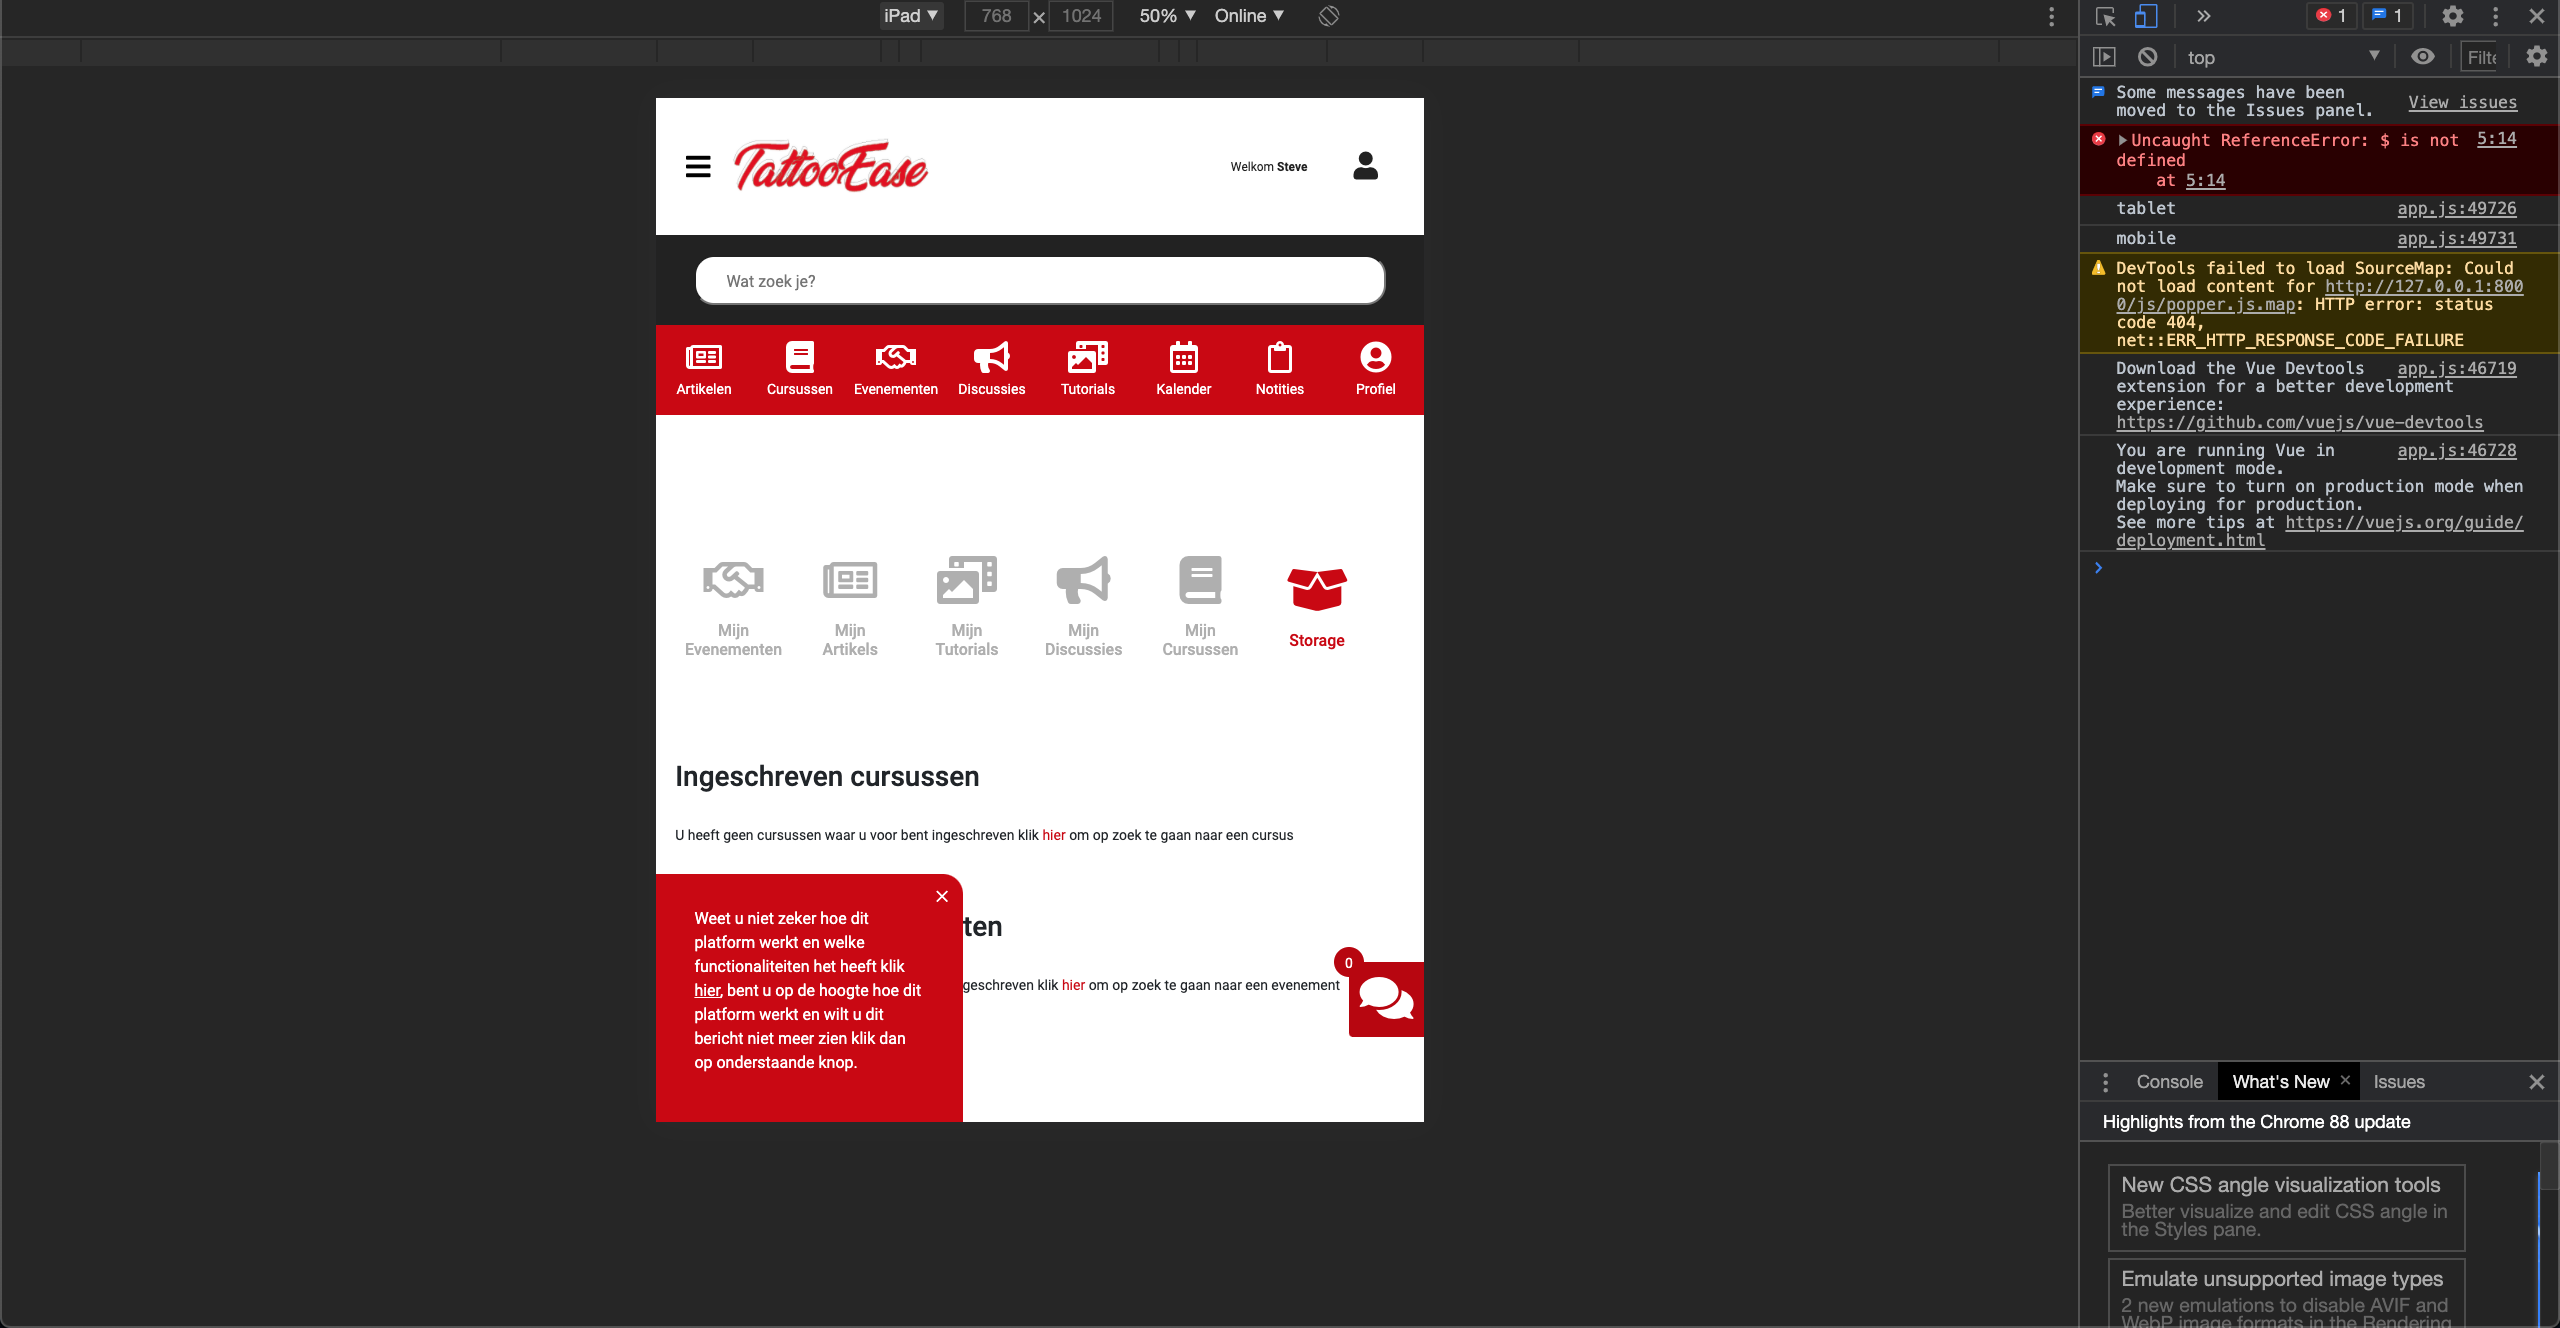 iPad ▼ 768 × 1024 50% ▼ Online ▼
TattooEase
Welkom Steve
Wat zoek je?
Artikelen Cursussen Evenementen Discussies Tutorials Kalender Notities Profiel
Mijn Evenementen
Mijn Artikels
Mijn Tutorials
Mijn Discussies
Mijn Cursussen
Storage
Ingeschreven cursussen
U heeft geen cursussen waar u voor bent ingeschreven klik hier om op zoek te gaan naar een cursus
ten
geschreven klik hier om op zoek te gaan naar een evenement
Weet u niet zeker hoe dit
platform werkt en welke
functionaliteiten het heeft klik
hier, bent u op de hoogte hoe dit
platform werkt en wilt u dit
bericht niet meer zien klik dan
op onderstaande knop.
0
1 1
top ▼ Filte
Some messages have been
moved to the Issues panel. View issues
Uncaught ReferenceError: $ is not 5:14
defined
at 5:14
tablet app.js:49726
mobile app.js:49731
DevTools failed to load SourceMap: Could
not load content for http://127.0.0.1:800
0/js/popper.js.map: HTTP error: status
code 404,
net::ERR_HTTP_RESPONSE_CODE_FAILURE
Download the Vue Devtools app.js:46719
extension for a better development
experience:
https://github.com/vuejs/vue-devtools
You are running Vue in app.js:46728
development mode.
Make sure to turn on production mode when
deploying for production.
See more tips at https://vuejs.org/guide/
deployment.html
Console What's New × Issues
Highlights from the Chrome 88 update
New CSS angle visualization tools
Better visualize and edit CSS angle in
the Styles pane.
Emulate unsupported image types
2 new emulations to disable AVIF and
WebP image formats in the Rendering